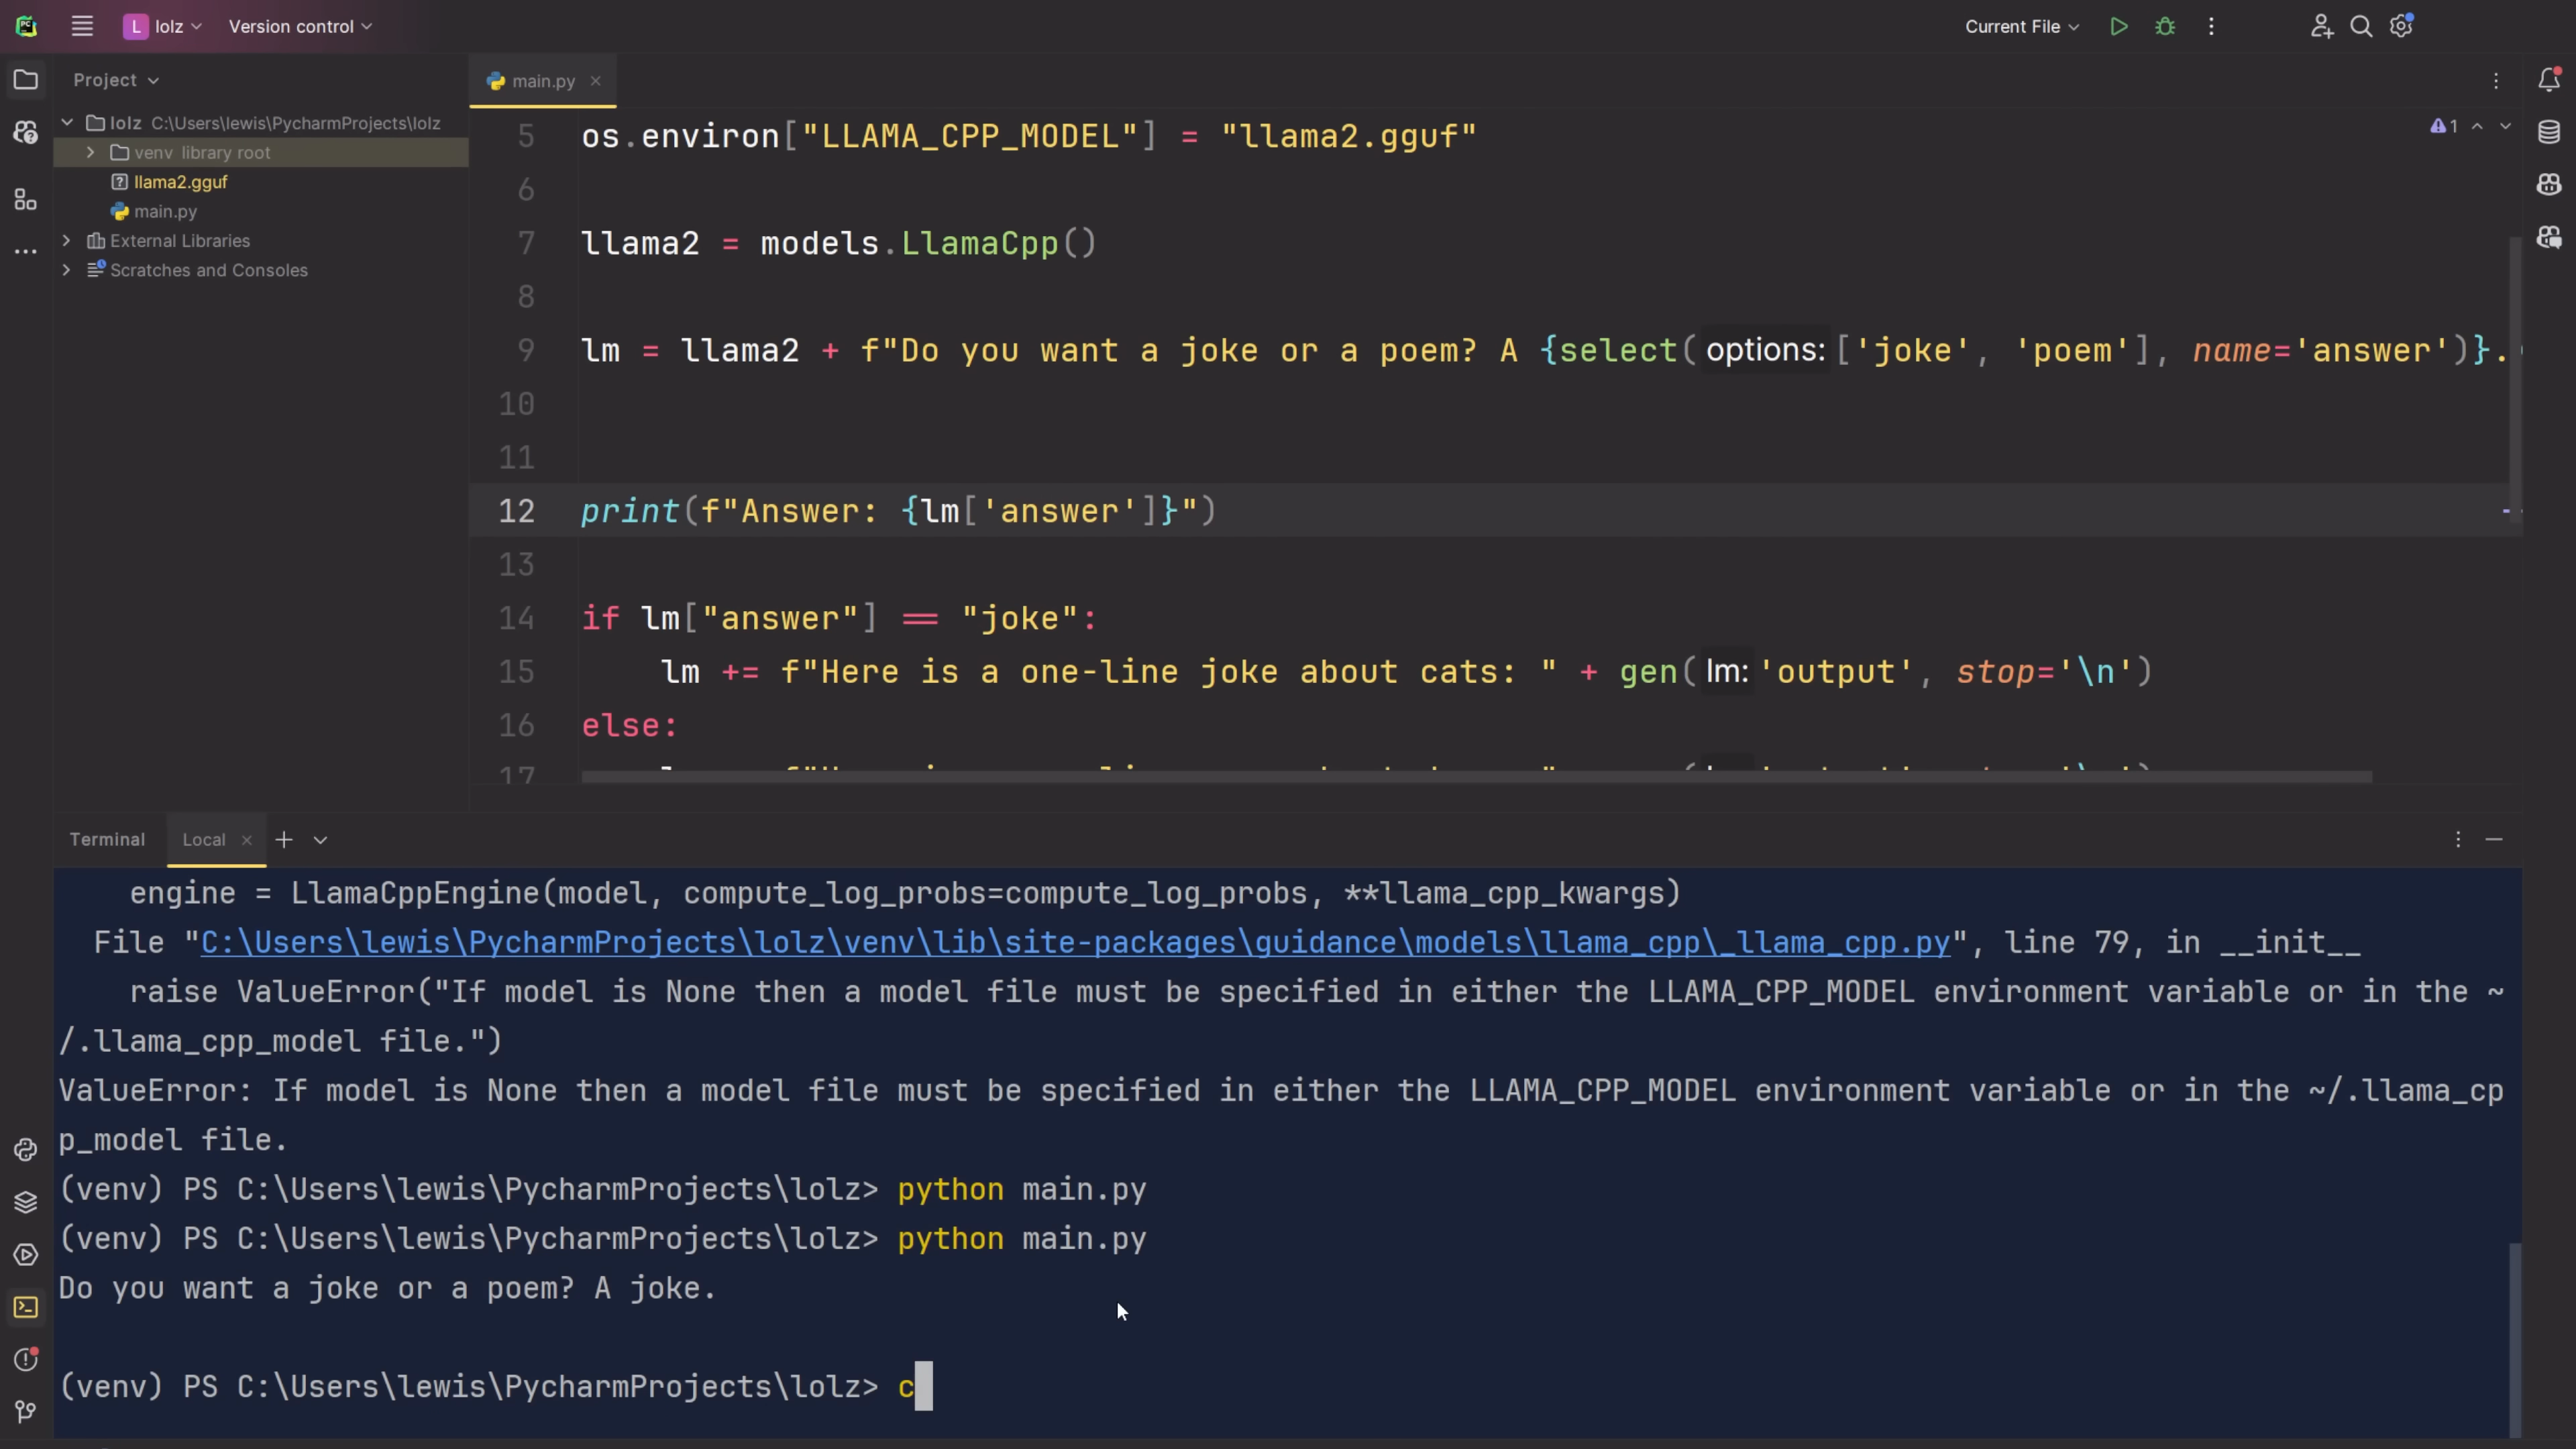 L lolz Version control Current File
Project
main.py
lolz C:\Users\lewis\PycharmProjects\lolz
venv library root
llama2.gguf
main.py
External Libraries
Scratches and Consoles
5 os.environ["LLAMA_CPP_MODEL"] = "llama2.gguf"
1
6
7 llama2 = models.LlamaCpp()
8
9 lm = llama2 + f"Do you want a joke or a poem? A {select( options: ['joke', 'poem'], name='answer')}.
10
11
12 print(f"Answer: {lm['answer']}")
13
14 if lm["answer"] == "joke":
15 lm += f"Here is a one-line joke about cats: " + gen( lm: 'output', stop='\n')
16 else:
17
Terminal Local
engine = LlamaCppEngine(model, compute_log_probs=compute_log_probs, **llama_cpp_kwargs)
File "C:\Users\lewis\PycharmProjects\lolz\venv\lib\site-packages\guidance\models\llama_cpp\_llama_cpp.py", line 79, in __init__
raise ValueError("If model is None then a model file must be specified in either the LLAMA_CPP_MODEL environment variable or in the ~
/.llama_cpp_model file.")
ValueError: If model is None then a model file must be specified in either the LLAMA_CPP_MODEL environment variable or in the ~/.llama_cp
p_model file.
(venv) PS C:\Users\lewis\PycharmProjects\lolz> python main.py
(venv) PS C:\Users\lewis\PycharmProjects\lolz> python main.py
Do you want a joke or a poem? A joke.
(venv) PS C:\Users\lewis\PycharmProjects\lolz> c